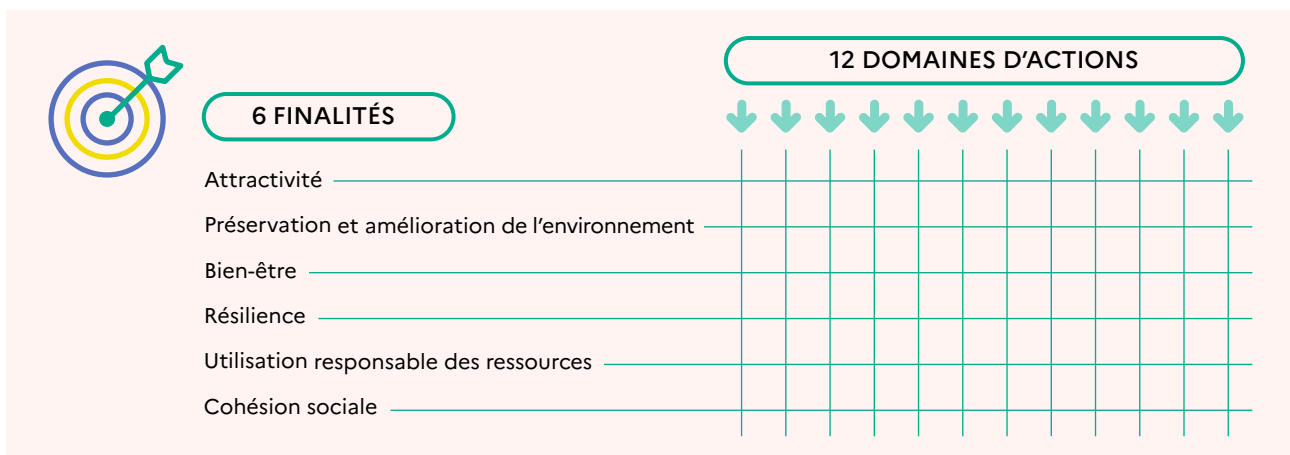 12 DOMAINES D’ACTIONS
6 FINALITÉS
Attractivité
Préservation et amélioration de l’environnement
Bien-être
Résilience
Utilisation responsable des ressources
Cohésion sociale